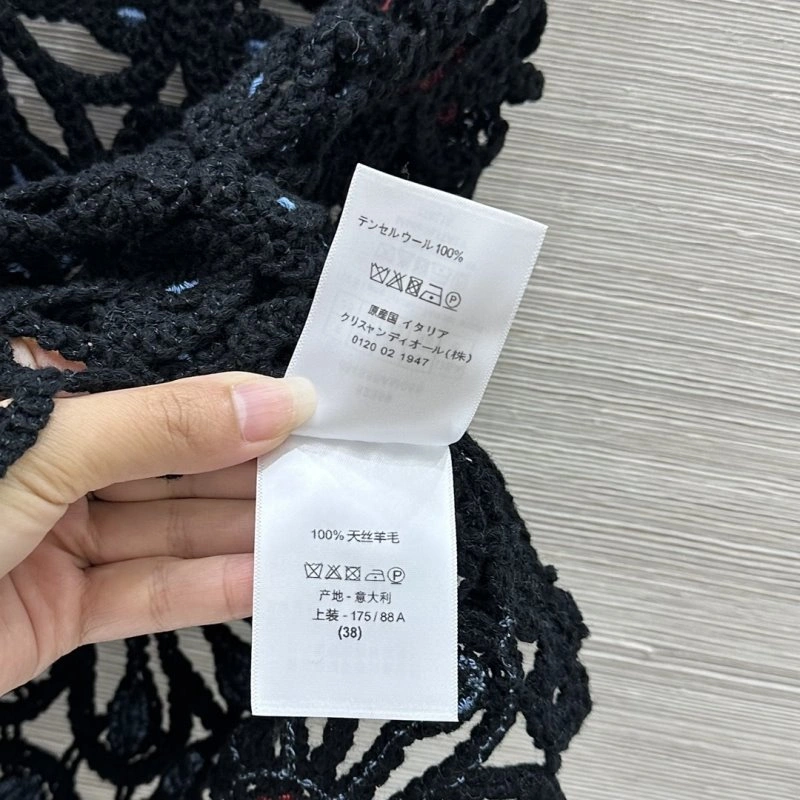 テンセルウール100%
原産国 イタリア
クリスャンディオール(株)
0120 02 1947
100% 天丝羊毛
产地 - 意大利
上装 - 175/88A
(38)